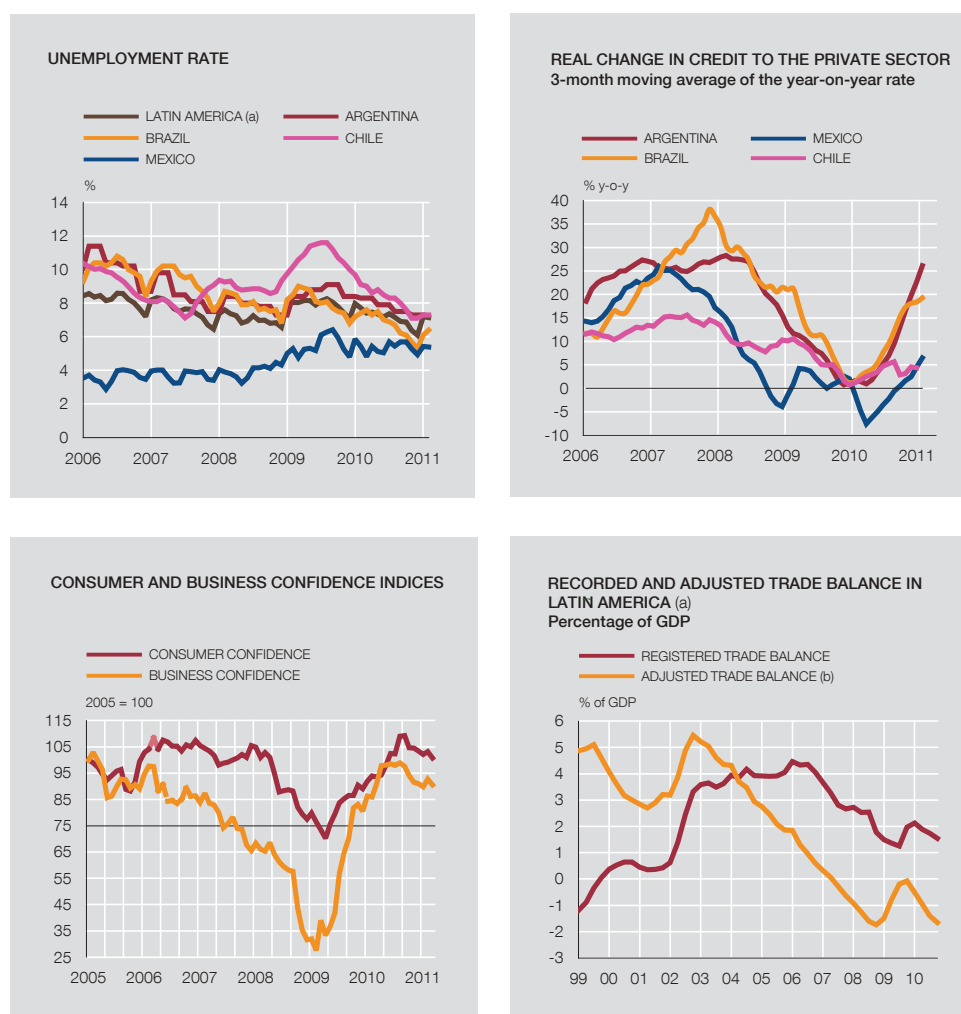 UNEMPLOYMENT RATE
LATIN AMERICA (a)
ARGENTINA
BRAZIL
CHILE
MEXICO
%
14
12
10
8
6
4
2
0
2006 2007 2008 2009 2010 2011
REAL CHANGE IN CREDIT TO THE PRIVATE SECTOR
3-month moving average of the year-on-year rate
ARGENTINA
MEXICO
BRAZIL
CHILE
% y-o-y
40
35
30
25
20
15
10
5
0
-5
-10
2006 2007 2008 2009 2010 2011
CONSUMER AND BUSINESS CONFIDENCE INDICES
CONSUMER CONFIDENCE
BUSINESS CONFIDENCE
2005 = 100
115
105
95
85
75
65
55
45
35
25
2005 2006 2007 2008 2009 2010 2011
RECORDED AND ADJUSTED TRADE BALANCE IN
LATIN AMERICA (a)
Percentage of GDP
REGISTERED TRADE BALANCE
ADJUSTED TRADE BALANCE (b)
% of GDP
6
5
4
3
2
1
0
-1
-2
-3
99 00 01 02 03 04 05 06 07 08 09 10